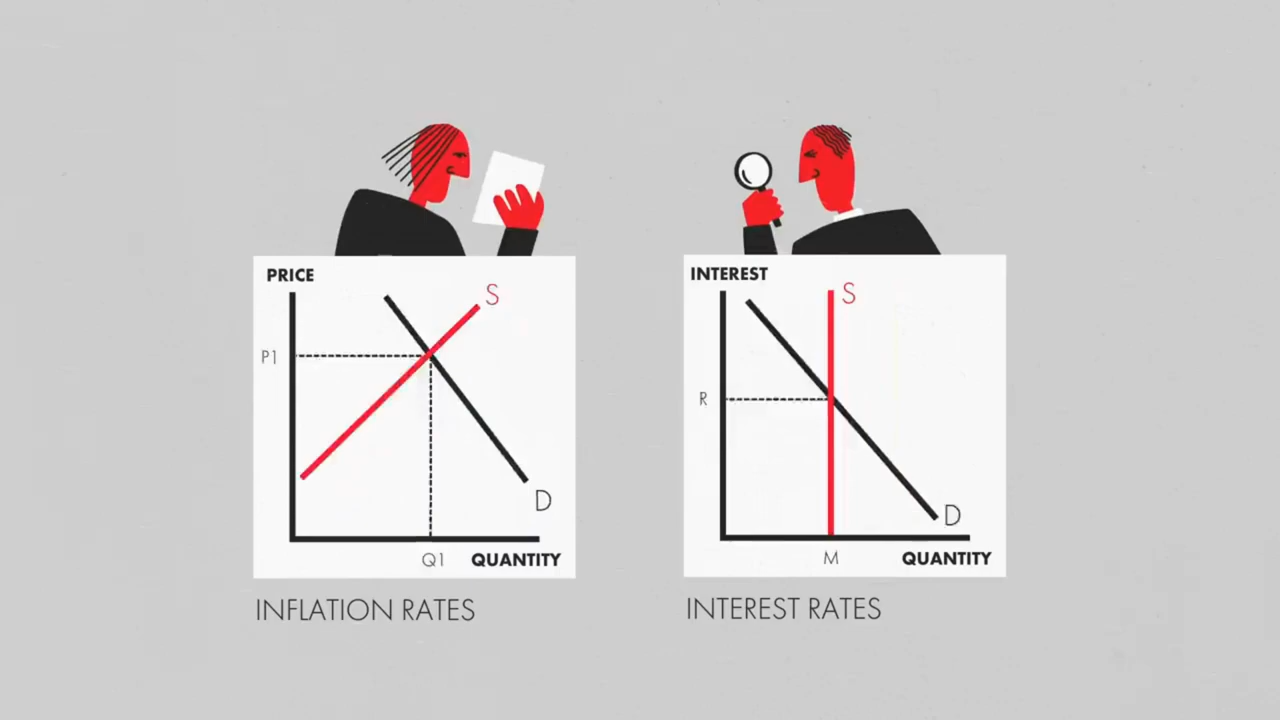 PRICE
S
P1
D
Q1
QUANTITY
INFLATION RATES
INTEREST
S
R
D
M
QUANTITY
INTEREST RATES